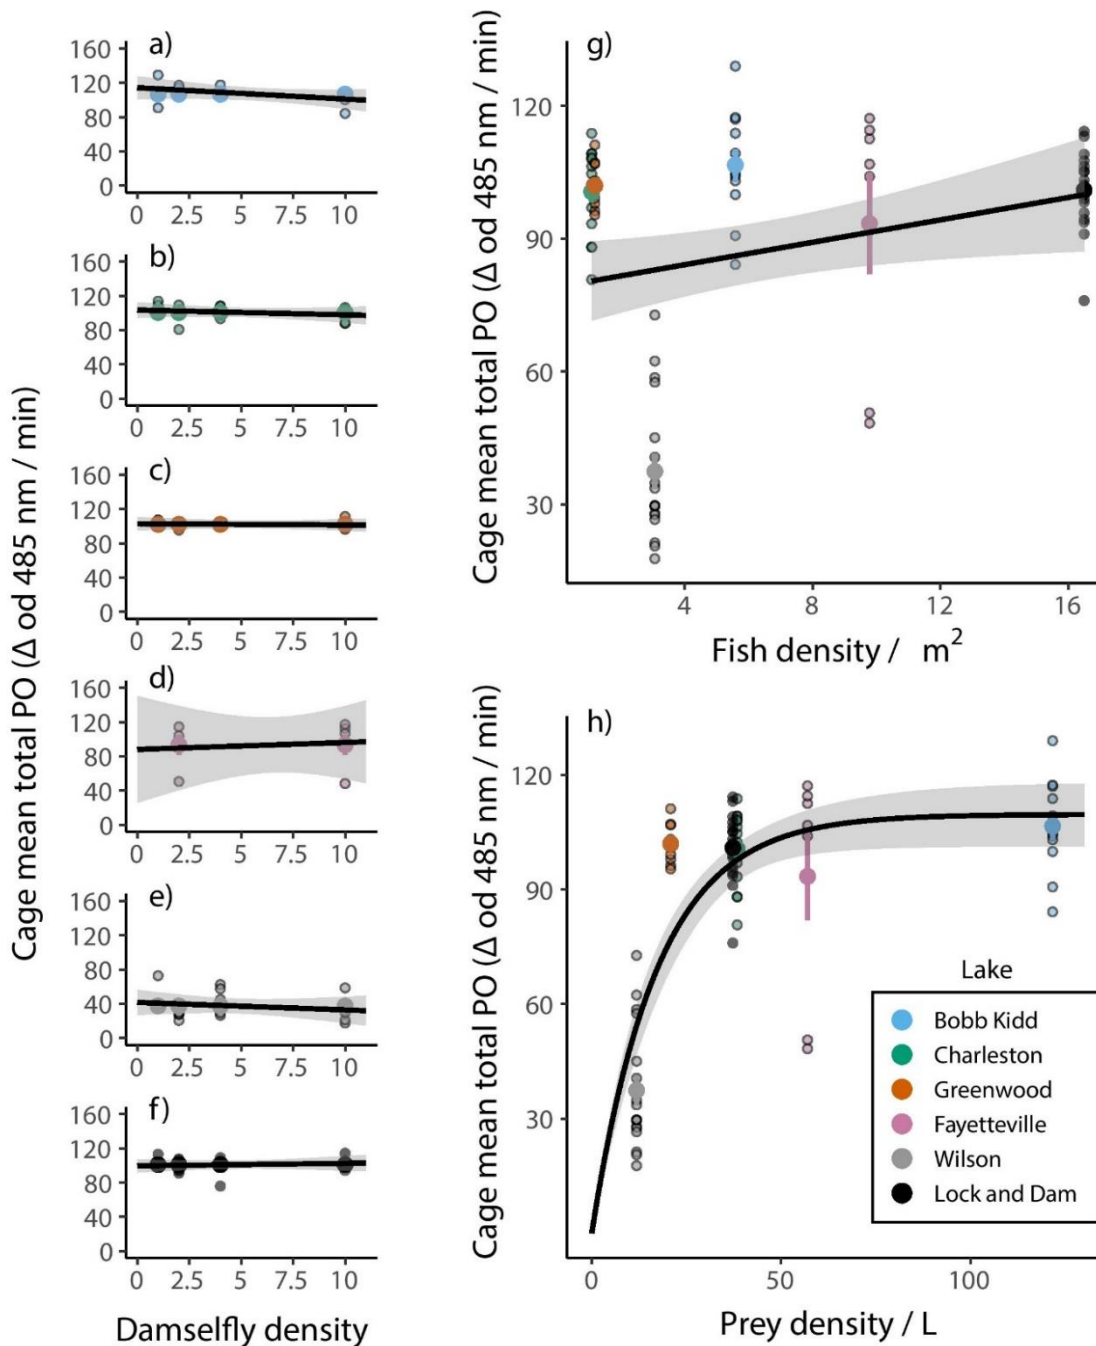 Cage mean total PO (Δ od 485 nm / min)
a)
160
120
80
40
0
0 2.5 5 7.5 10
b)
160
120
80
40
0
0 2.5 5 7.5 10
c)
160
120
80
40
0
0 2.5 5 7.5 10
d)
160
120
80
40
0
0 2.5 5 7.5 10
e)
160
120
80
40
0
0 2.5 5 7.5 10
f)
160
120
80
40
0
0 2.5 5 7.5 10
Damselfly density
g)
Cage mean total PO (Δ od 485 nm / min)
120
90
60
30
4 8 12 16
Fish density / m²
h)
Cage mean total PO (Δ od 485 nm / min)
120
90
60
30
0 50 100
Prey density / L
Lake
Bobb Kidd
Charleston
Greenwood
Fayetteville
Wilson
Lock and Dam